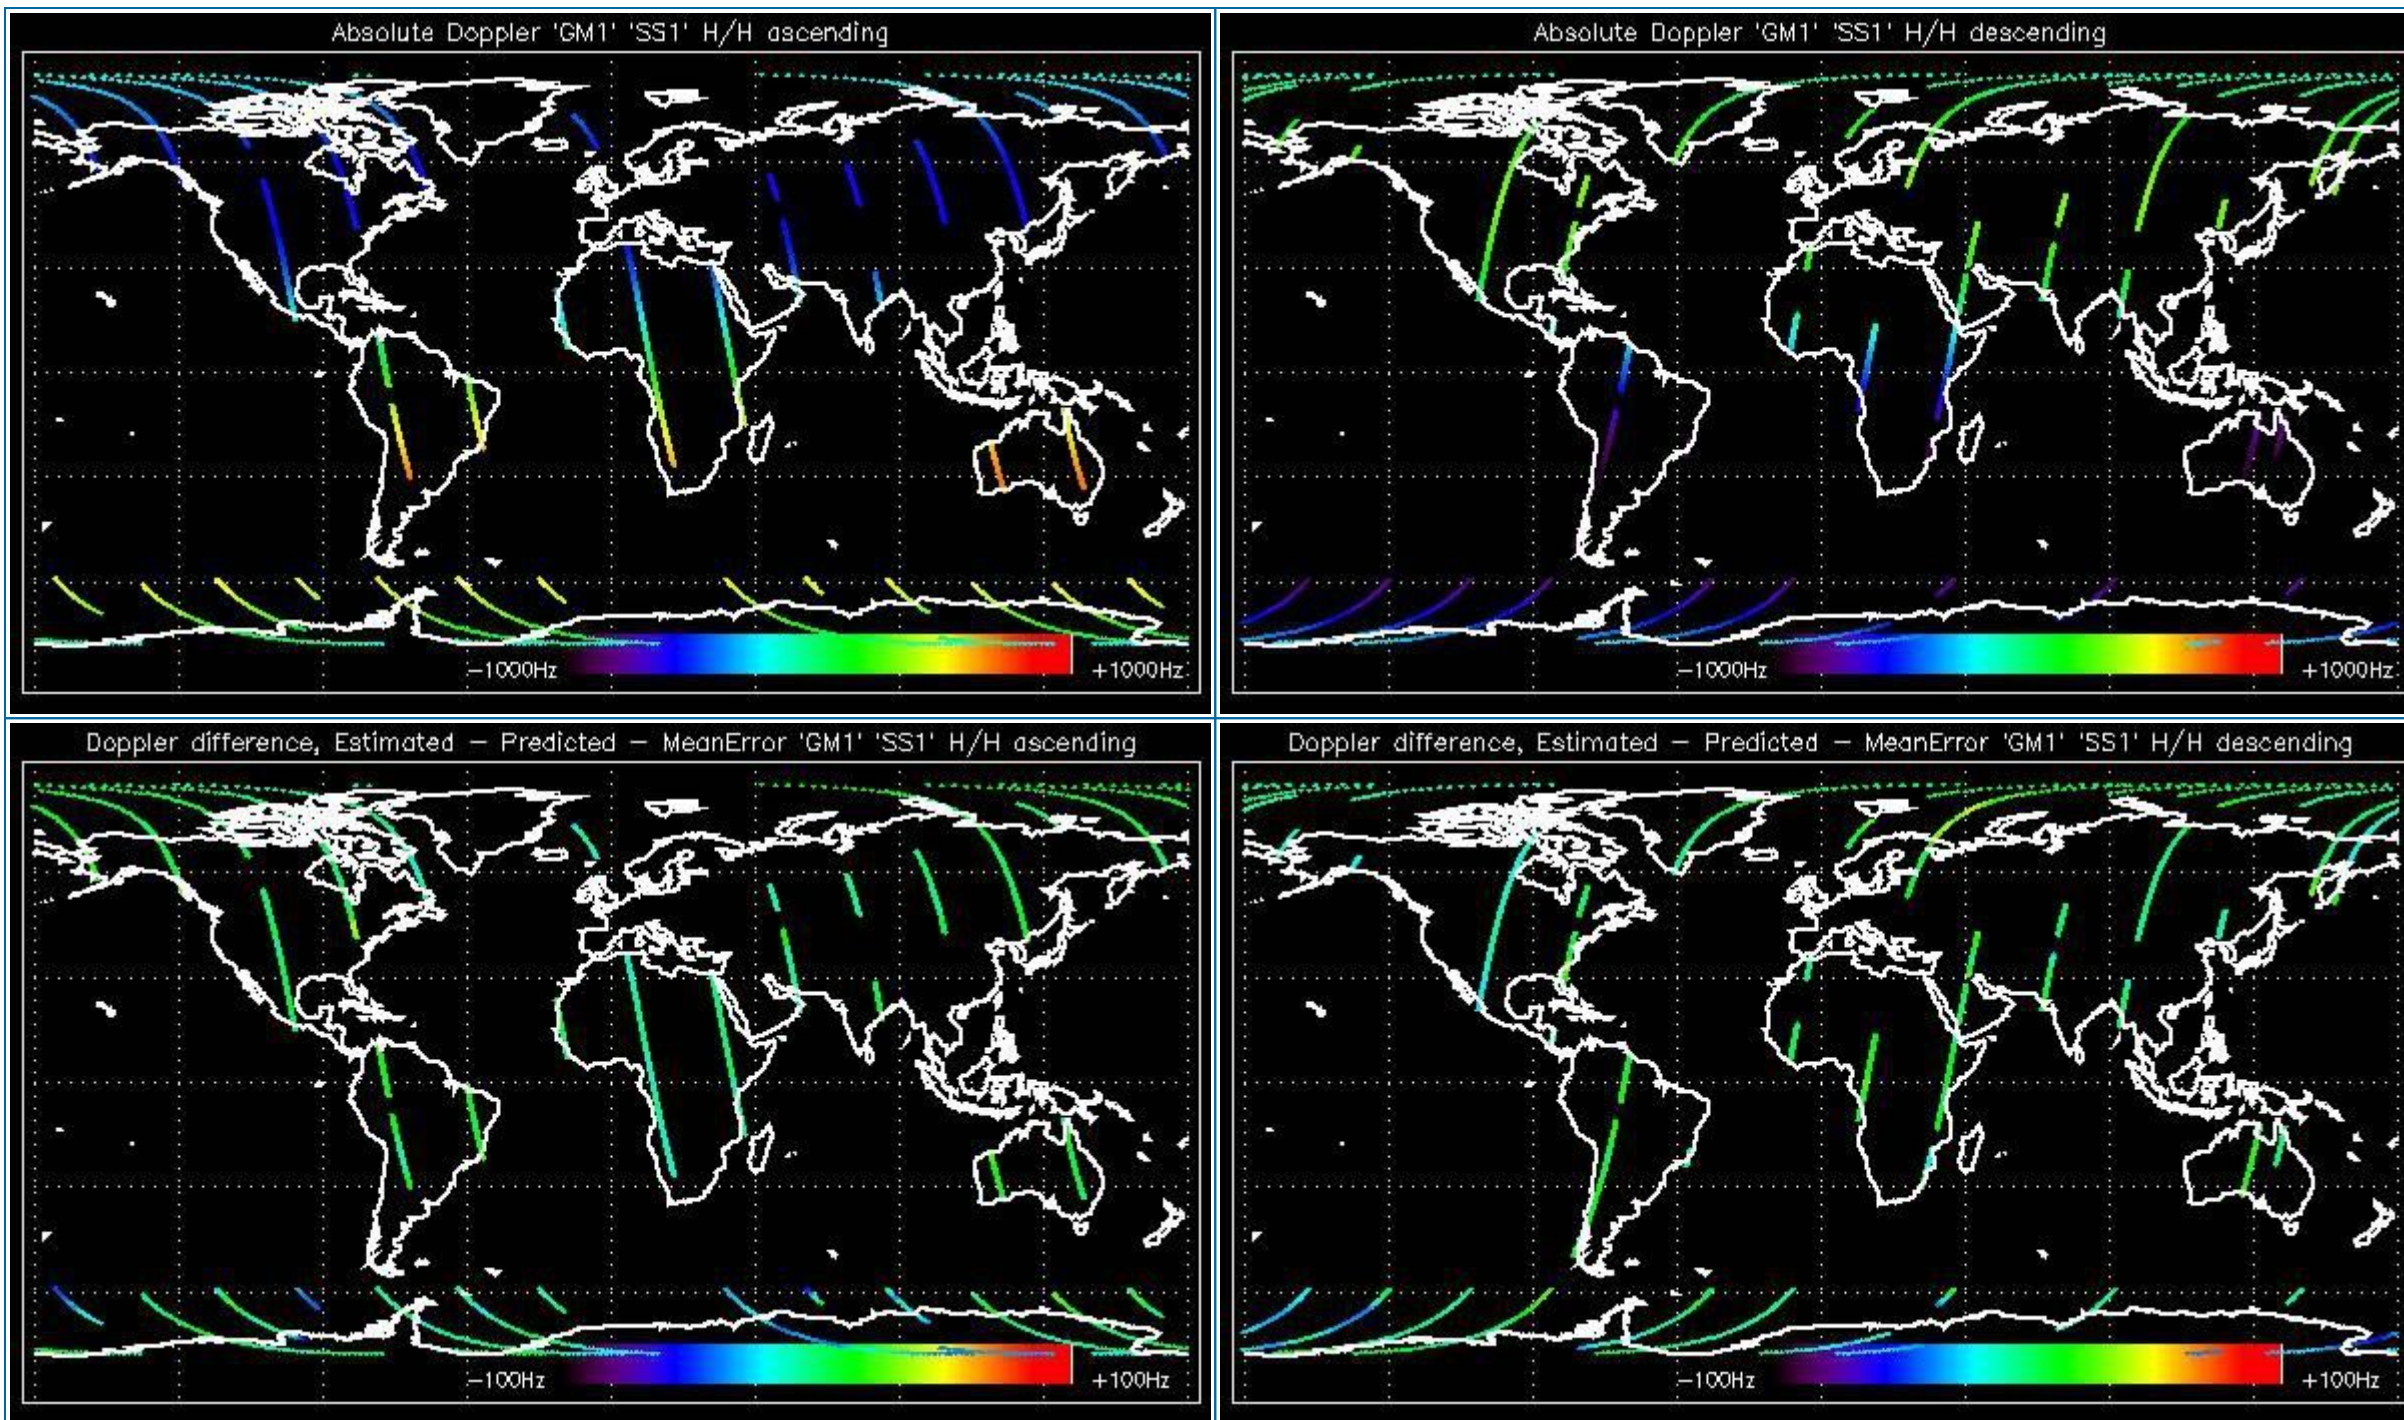 Absolute Doppler 'GM1' 'SS1' H/H ascending
-1000Hz
+1000Hz
Absolute Doppler 'GM1' 'SS1' H/H descending
-1000Hz
+1000Hz
Doppler difference, Estimated - Predicted - MeanError 'GM1' 'SS1' H/H ascending
-100Hz
+100Hz
Doppler difference, Estimated - Predicted - MeanError 'GM1' 'SS1' H/H descending
-100Hz
+100Hz